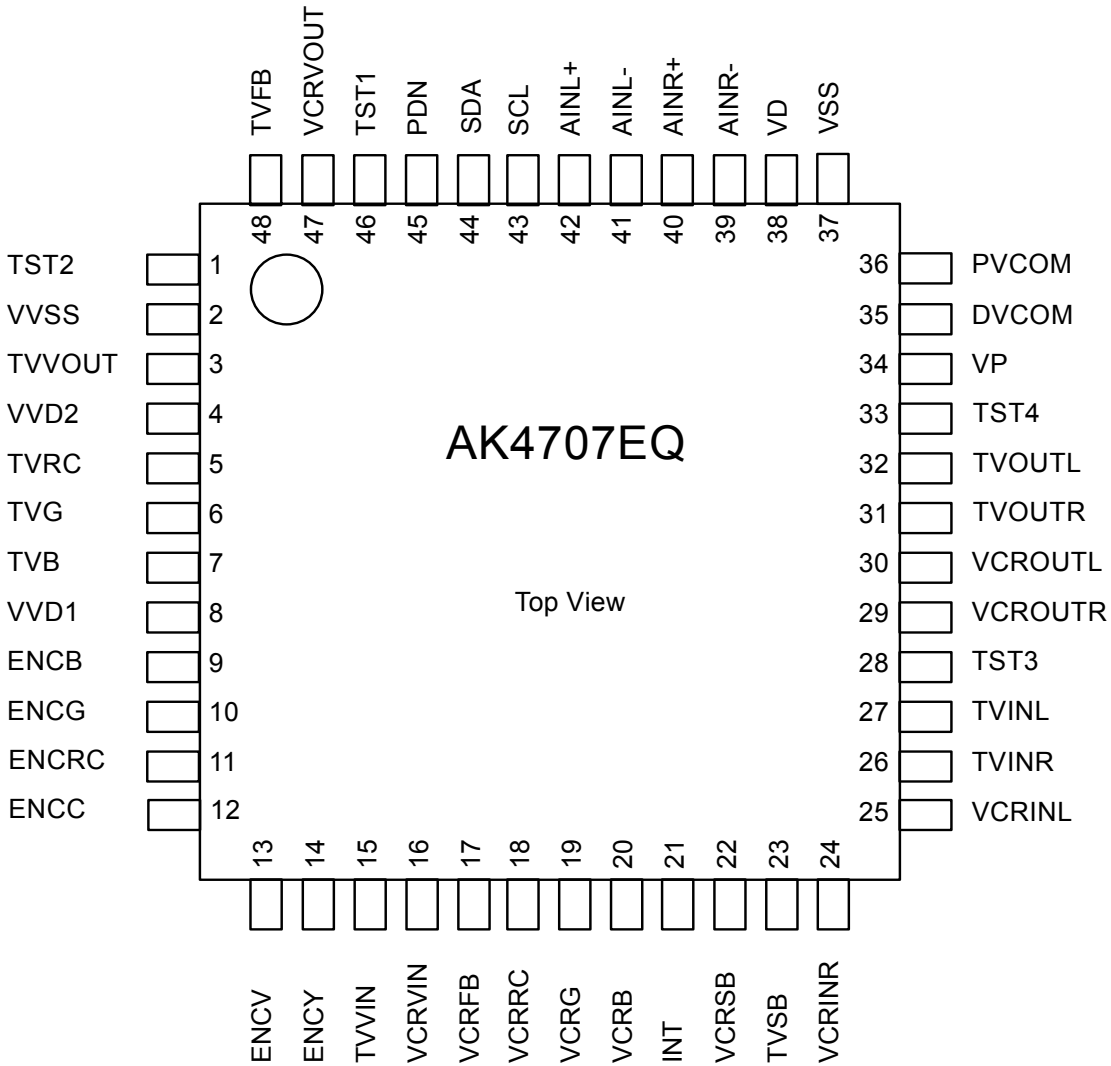 TVFB
VCRVOUT
TST1
PDN
SDA
SCL
AINL+
AINL-
AINR+
AINR-
VD
VSS
48
47
46
45
44
43
42
41
40
39
38
37
TST2 1
VVSS 2
TVVOUT 3
VVD2 4
TVRC 5
TVG 6
TVB 7
VVD1 8
ENCB 9
ENCG 10
ENCRC 11
ENCC 12
AK4707EQ
Top View
36 PVCOM
35 DVCOM
34 VP
33 TST4
32 TVOUTL
31 TVOUTR
30 VCROUTL
29 VCROUTR
28 TST3
27 TVINL
26 TVINR
25 VCRINL
13
14
15
16
17
18
19
20
21
22
23
24
ENCV
ENCY
TVVIN
VCRVIN
VCRFB
VCRRC
VCRG
VCRB
INT
VCRSB
TVSB
VCRINR